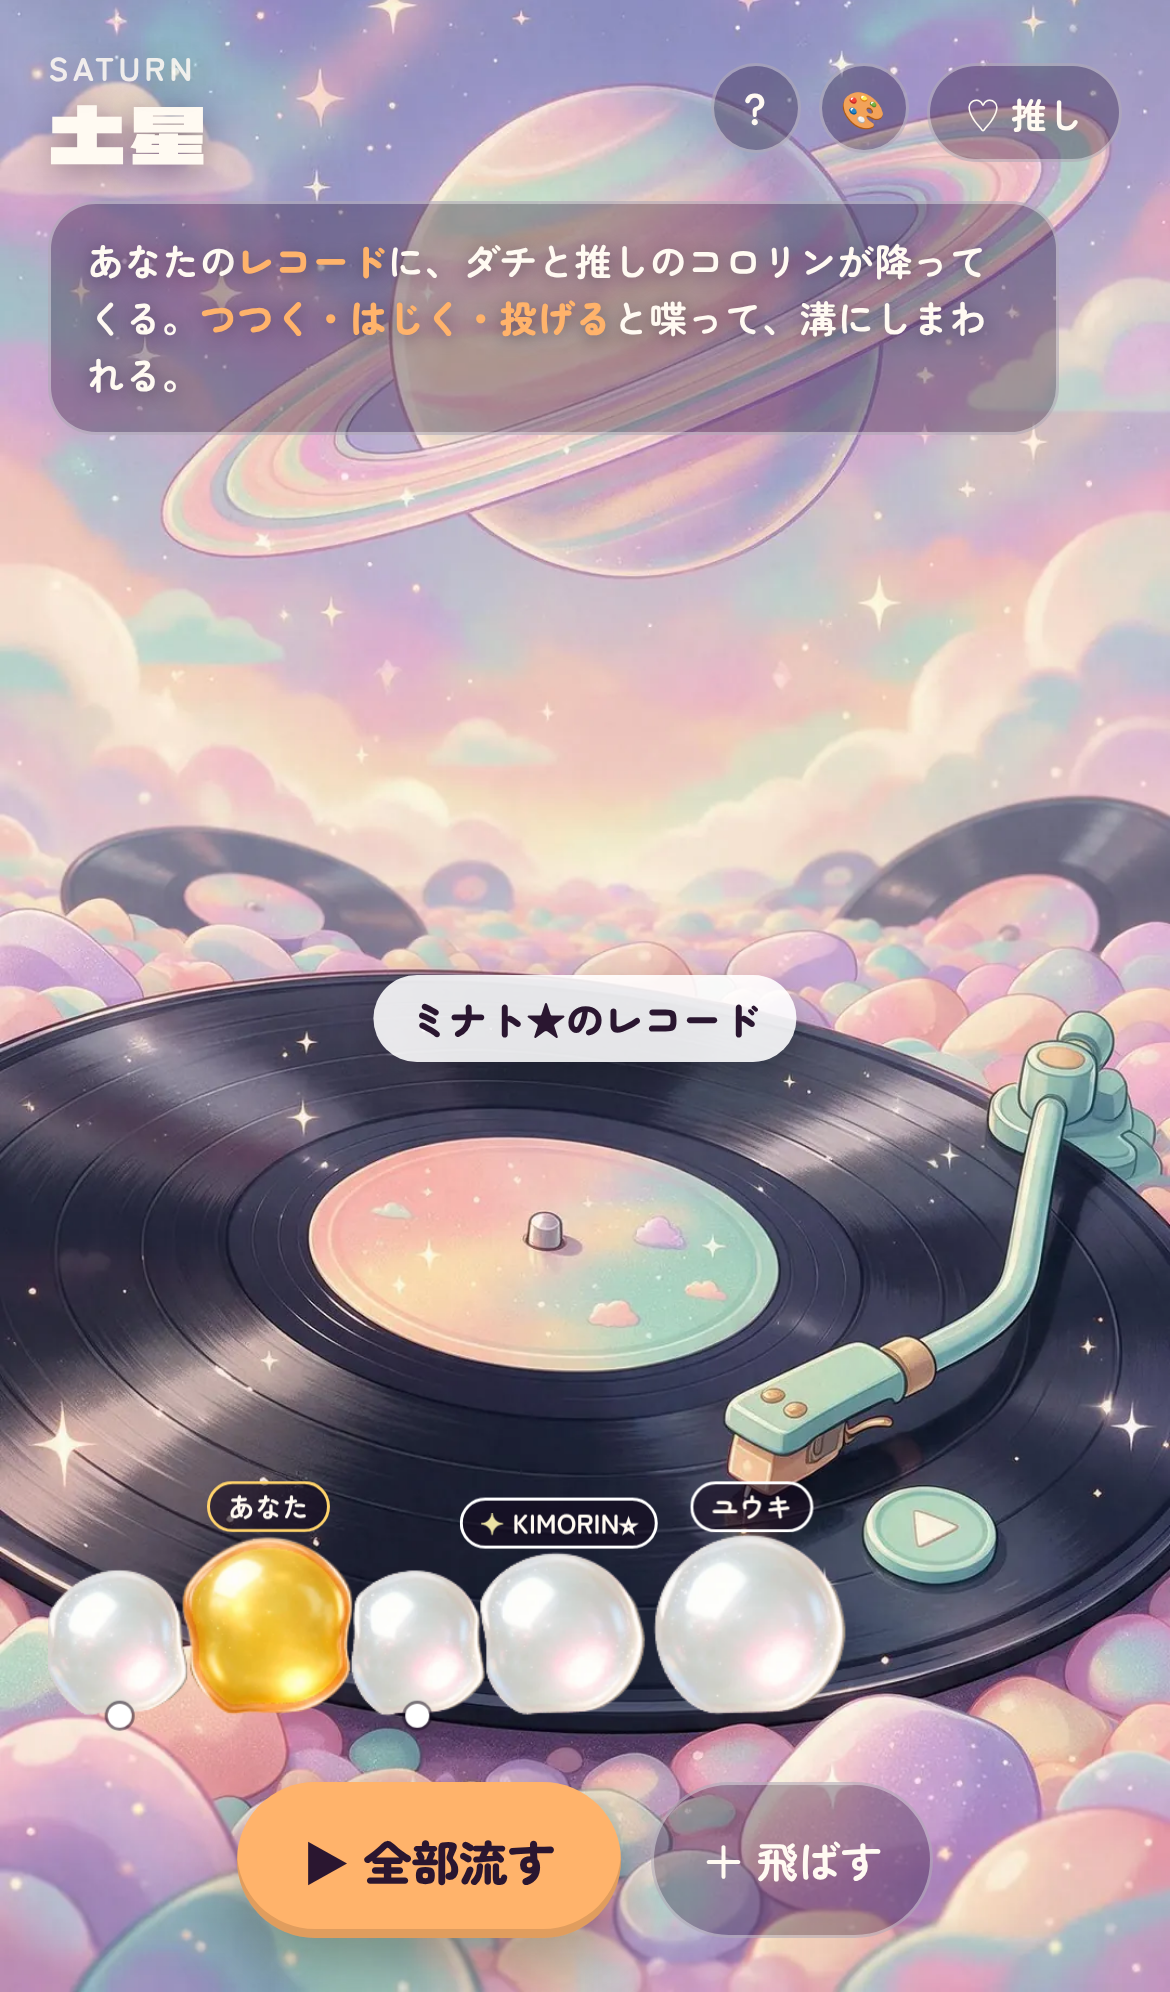 SATURN
土星
?
♡ 推し
あなたのレコードに、ダチと推しのコロリンが降って
くる。つつく・はじく・投げると喋って、溝にしまわ
れる。
ミナト★のレコード
あなた
✦ KIMORIN☆
ユウキ
▶ 全部流す
＋ 飛ばす